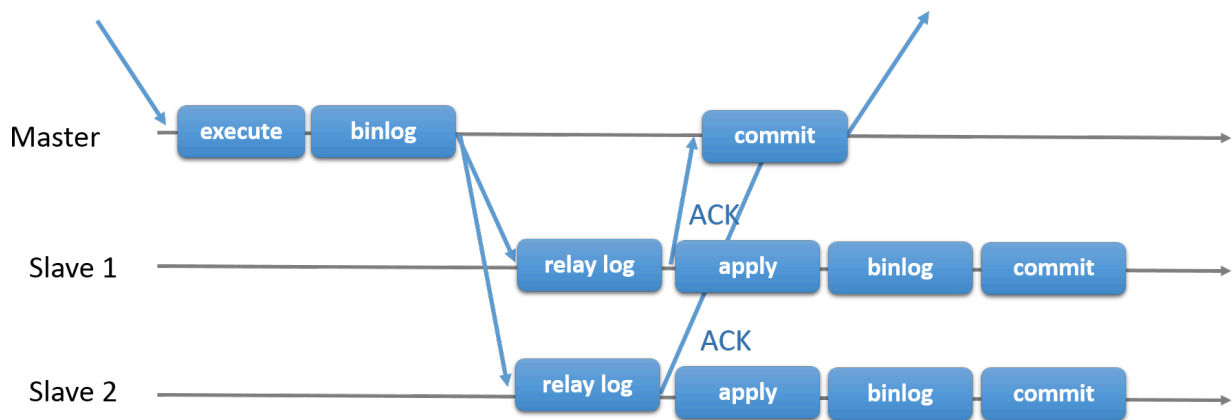 Master execute binlog commit
ACK
Slave 1 relay log apply binlog commit
ACK
Slave 2 relay log apply binlog commit